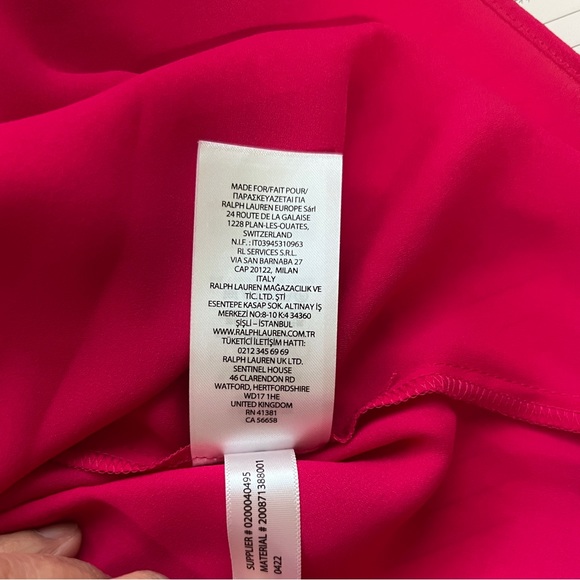 MADE FOR/FAIT POUR/
ΠΑΡΑΣΚΕΥΑΖΕΤΑΙ ΓΙΑ
RALPH LAUREN EUROPE Sárl
24 ROUTE DE LA GALAISE
1228 PLAN-LES-OUATES,
SWITZERLAND
N.I.F. : IT03945310963
RL SERVICES S.R.L.
VIA SAN BARNABA 27
CAP 20122, MILAN
ITALY
RALPH LAUREN MAĞAZACILIK VE
TİC. LTD. ŞTİ
ESENTEPE KASAP SOK. ALTINAY İŞ
MERKEZİ NO:8-10 K:4 34360
ŞİŞLİ – İSTANBUL
WWW.RALPHLAUREN.COM.TR
TÜKETİCİ İLETİŞİM HATTI:
0212 345 69 69
RALPH LAUREN UK LTD.
SENTINEL HOUSE
46 CLARENDON RD
WATFORD, HERTFORDSHIRE
WD17 1HE
UNITED KINGDOM
RN 41381
CA 56658
SUPPLIER # 0200040495
MATERIAL # 200871388001
0422